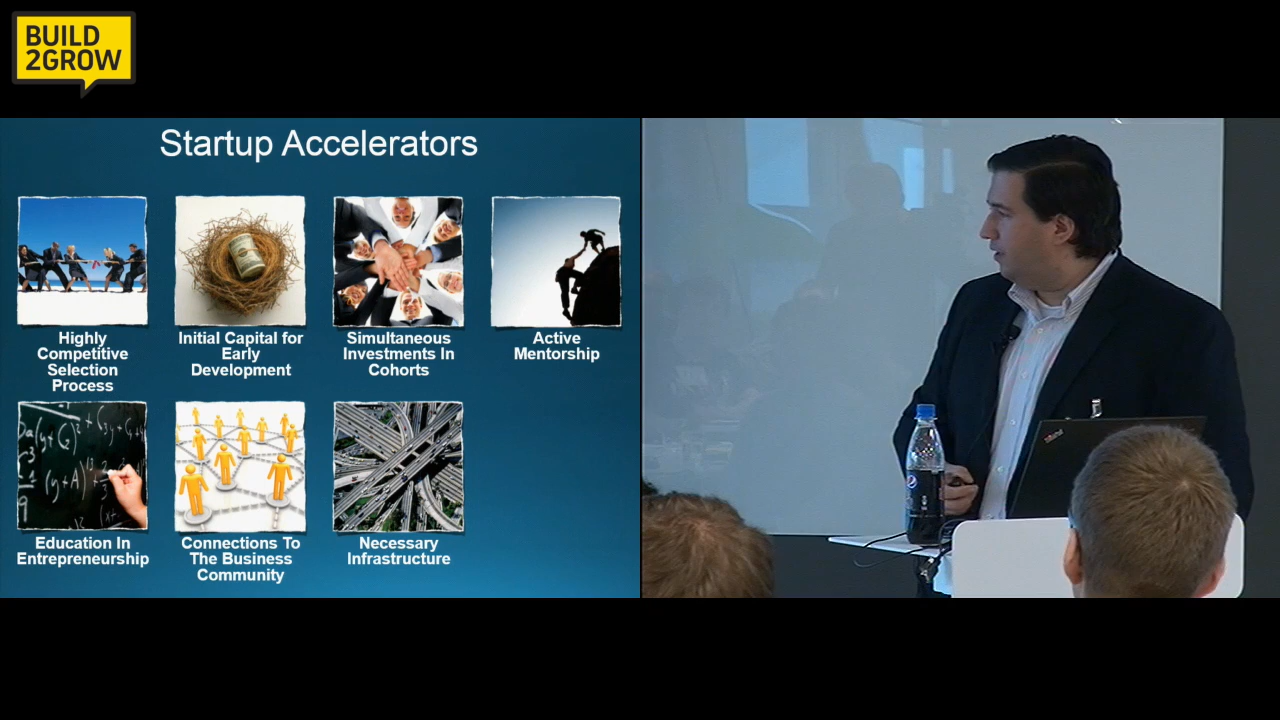 BUILD
2GROW
Startup Accelerators
Highly
Competitive
Selection
Process
Initial Capital for
Early
Development
Simultaneous
Investments In
Cohorts
Active
Mentorship
Education In
Entrepreneurship
Connections To
The Business
Community
Necessary
Infrastructure